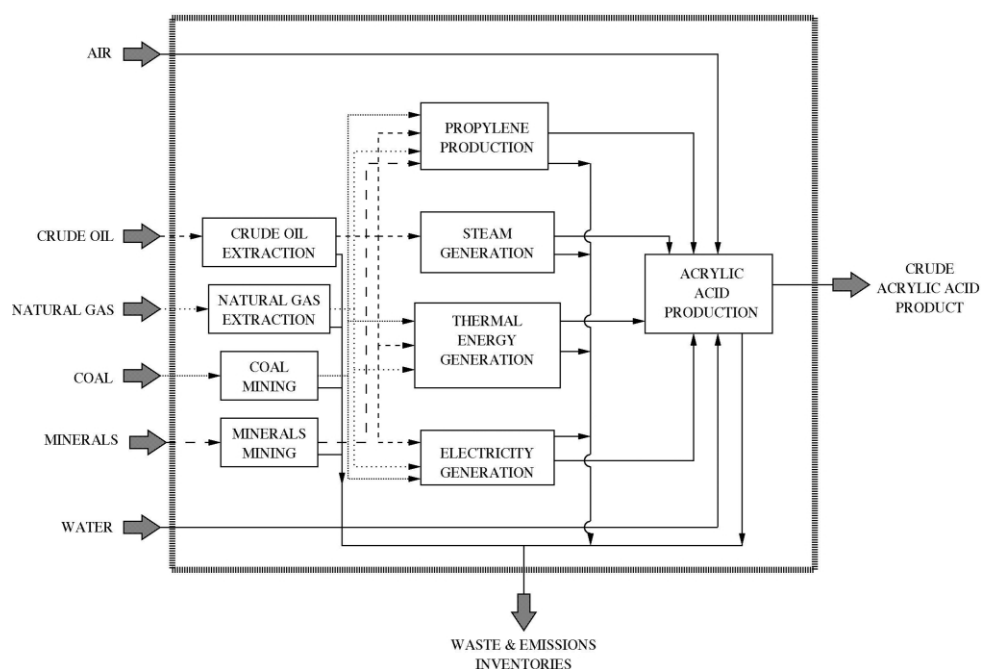 AIR
PROPYLENE
PRODUCTION
CRUDE OIL
CRUDE OIL
EXTRACTION
STEAM
GENERATION
ACRYLIC
ACID
PRODUCTION
CRUDE
ACRYLIC ACID
PRODUCT
NATURAL GAS
NATURAL GAS
EXTRACTION
THERMAL
ENERGY
GENERATION
COAL
COAL
MINING
MINERALS
MINERALS
MINING
ELECTRICITY
GENERATION
WATER
WASTE & EMISSIONS
INVENTORIES